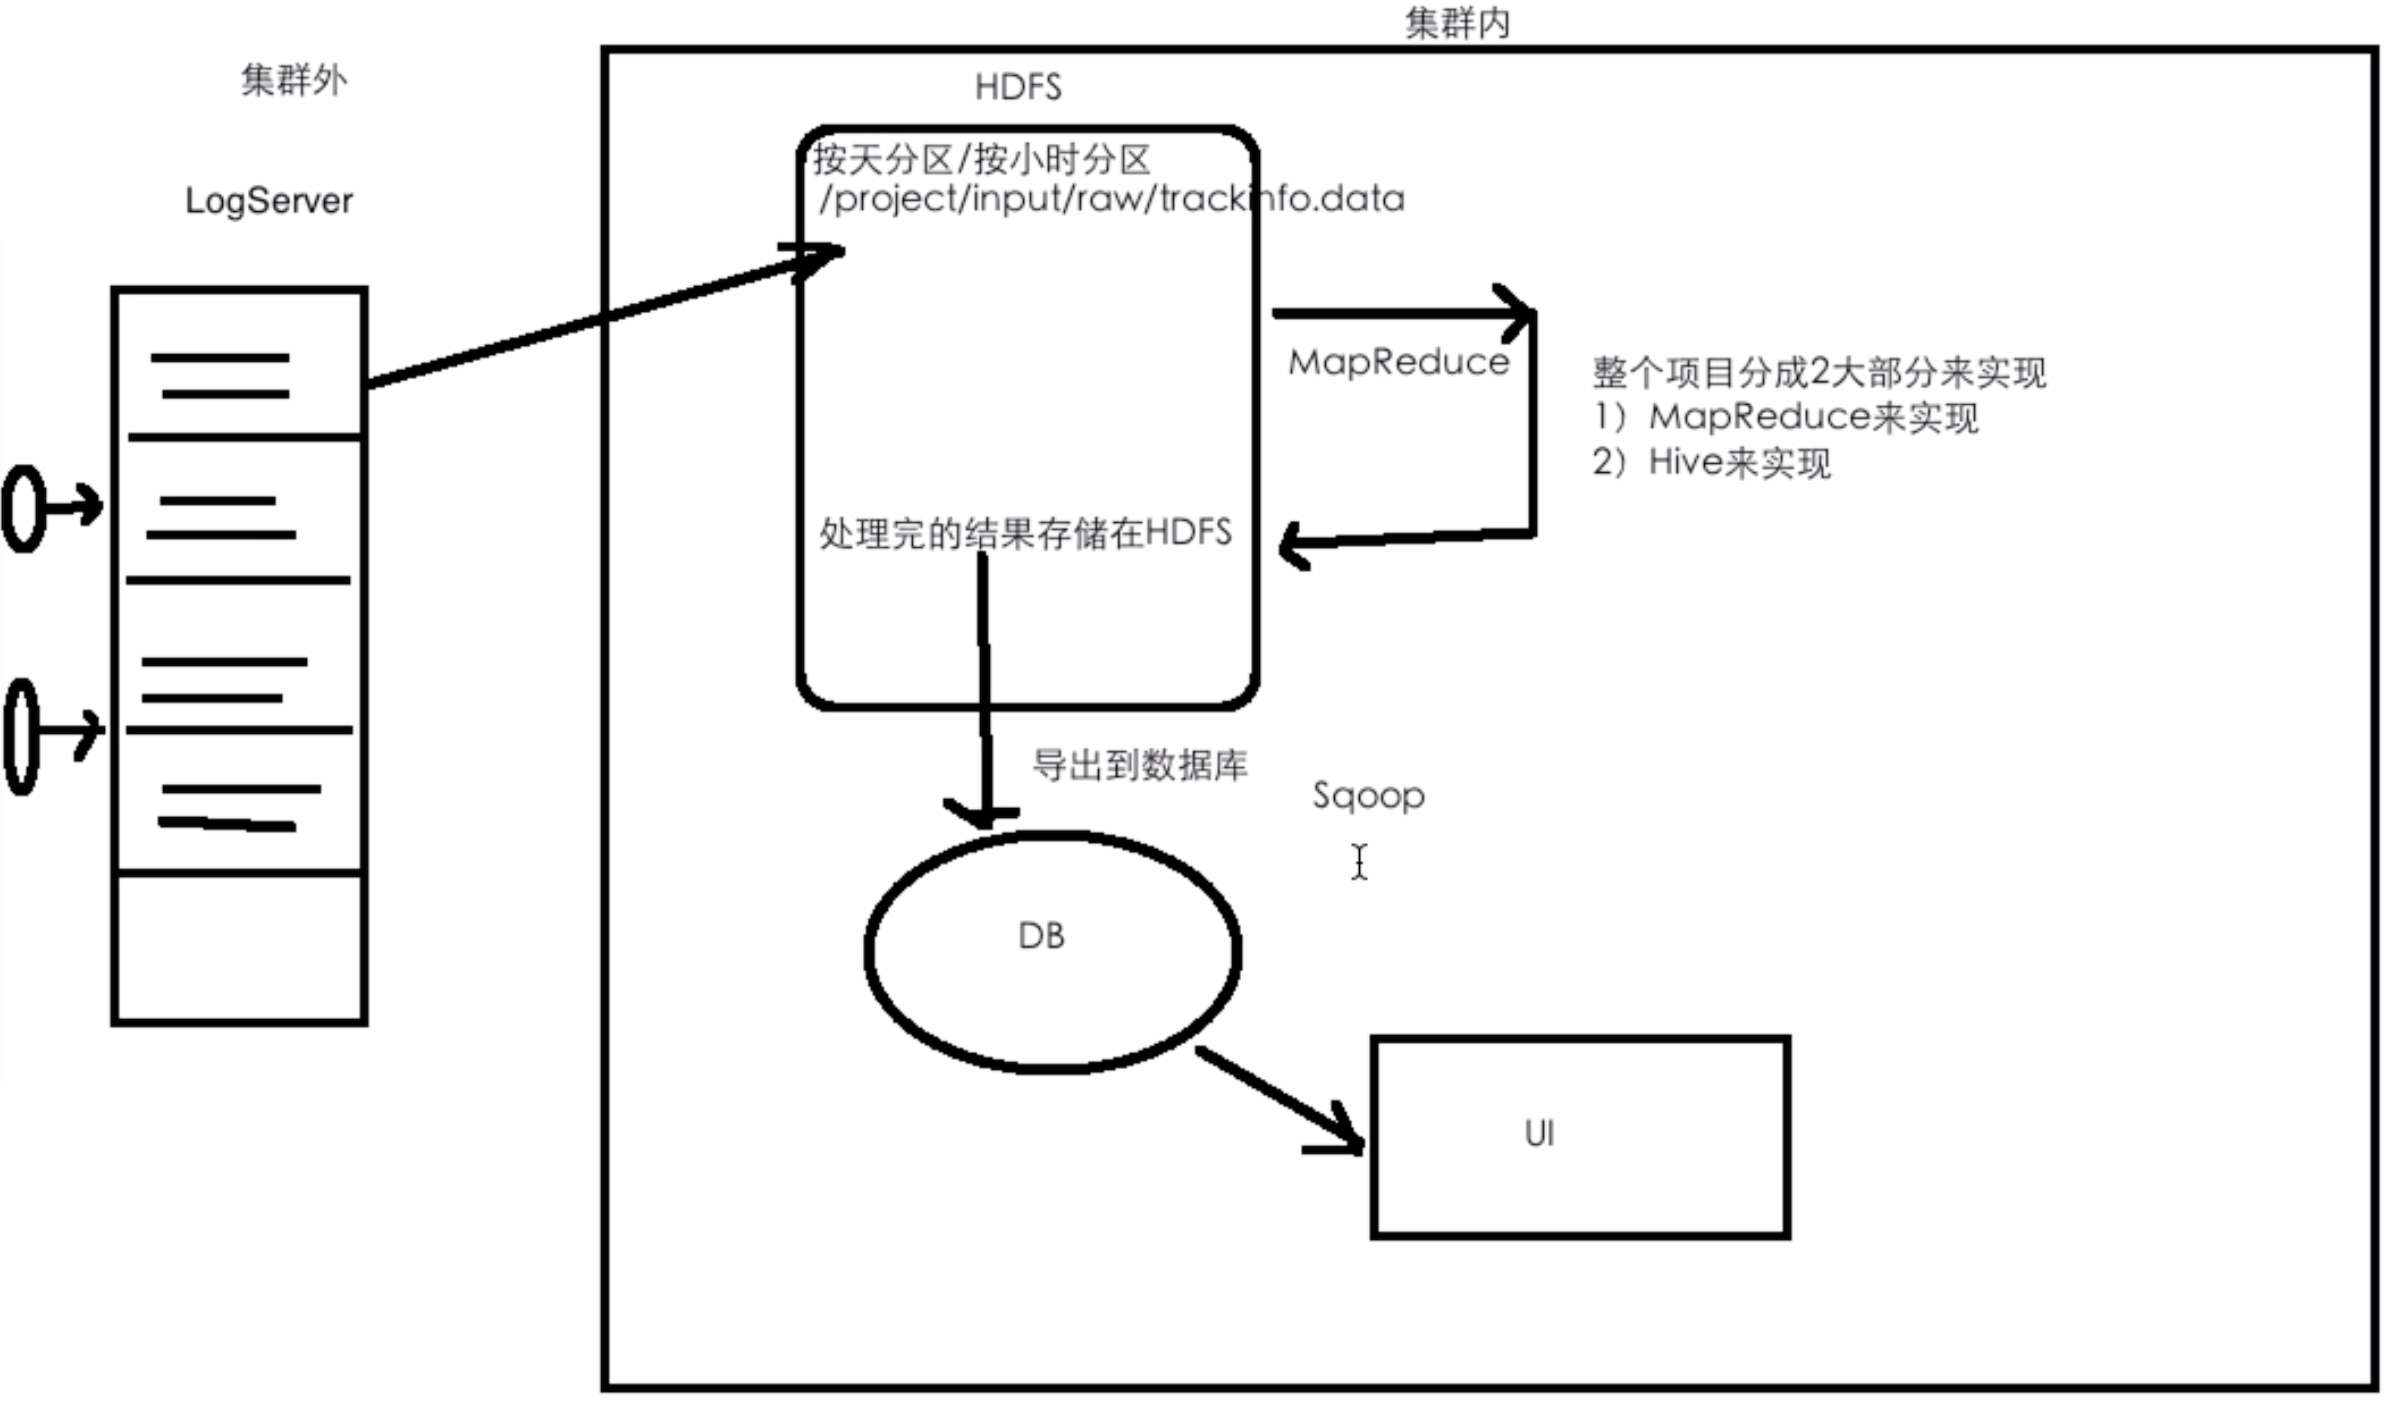 集群内
集群外
HDFS
按天分区/按小时分区
/project/input/raw/trackinfo.data
LogServer
MapReduce
整个项目分成2大部分来实现
1）MapReduce来实现
2）Hive来实现
处理完的结果存储在HDFS
导出到数据库
Sqoop
DB
UI